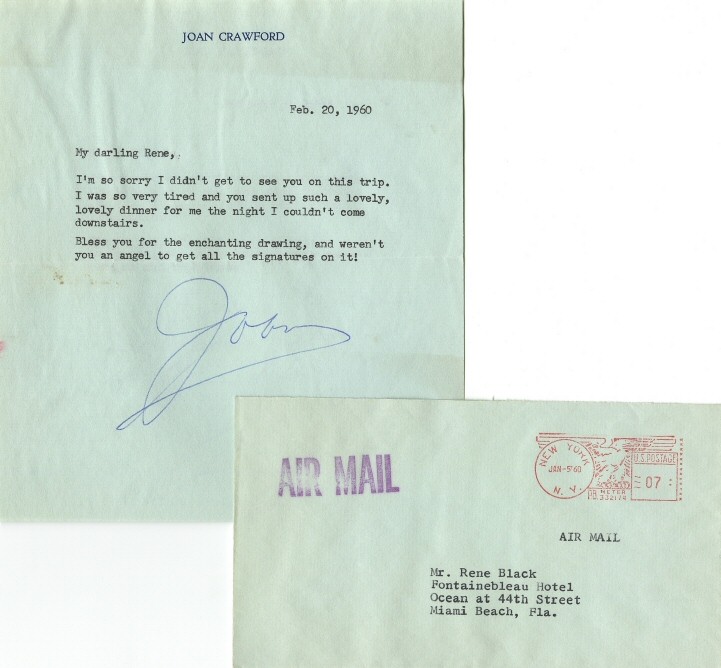 JOAN CRAWFORD
Feb. 20, 1960
My darling Rene,
I'm so sorry I didn't get to see you on this trip.
I was so very tired and you sent up such a lovely,
lovely dinner for me the night I couldn't come
downstairs.
Bless you for the enchanting drawing, and weren't
you an angel to get all the signatures on it!
Joan
AIR MAIL
NEW YORK
JAN-5'60
N. Y.
U.S. POSTAGE
07
P.B. METER
AIR MAIL
Mr. Rene Black
Fontainebleau Hotel
Ocean at 44th Street
Miami Beach, Fla.